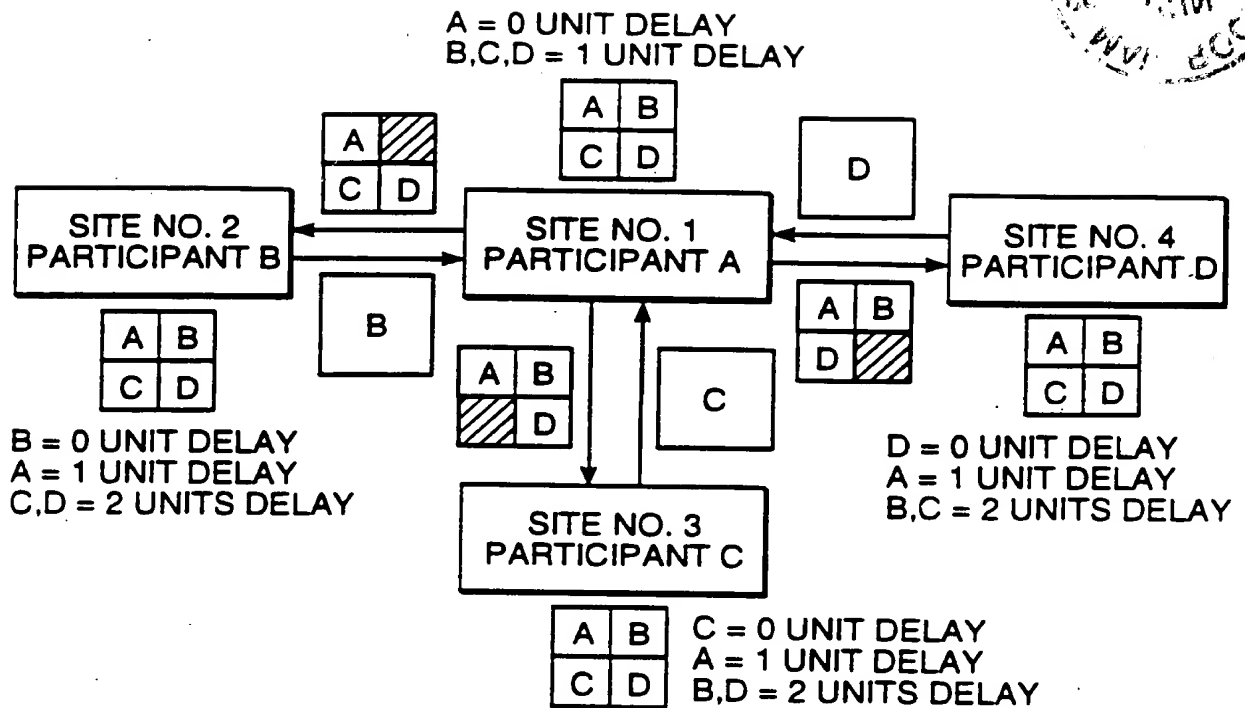 A = 0 UNIT DELAY
B,C,D = 1 UNIT DELAY
A B
C D
A
C D
D
SITE NO. 2
PARTICIPANT B
SITE NO. 1
PARTICIPANT A
SITE NO. 4
PARTICIPANT D
B
A B
D
A B
C D
A B
D
C
A B
C D
B = 0 UNIT DELAY
A = 1 UNIT DELAY
C,D = 2 UNITS DELAY
D = 0 UNIT DELAY
A = 1 UNIT DELAY
B,C = 2 UNITS DELAY
SITE NO. 3
PARTICIPANT C
A B
C D
C = 0 UNIT DELAY
A = 1 UNIT DELAY
B,D = 2 UNITS DELAY